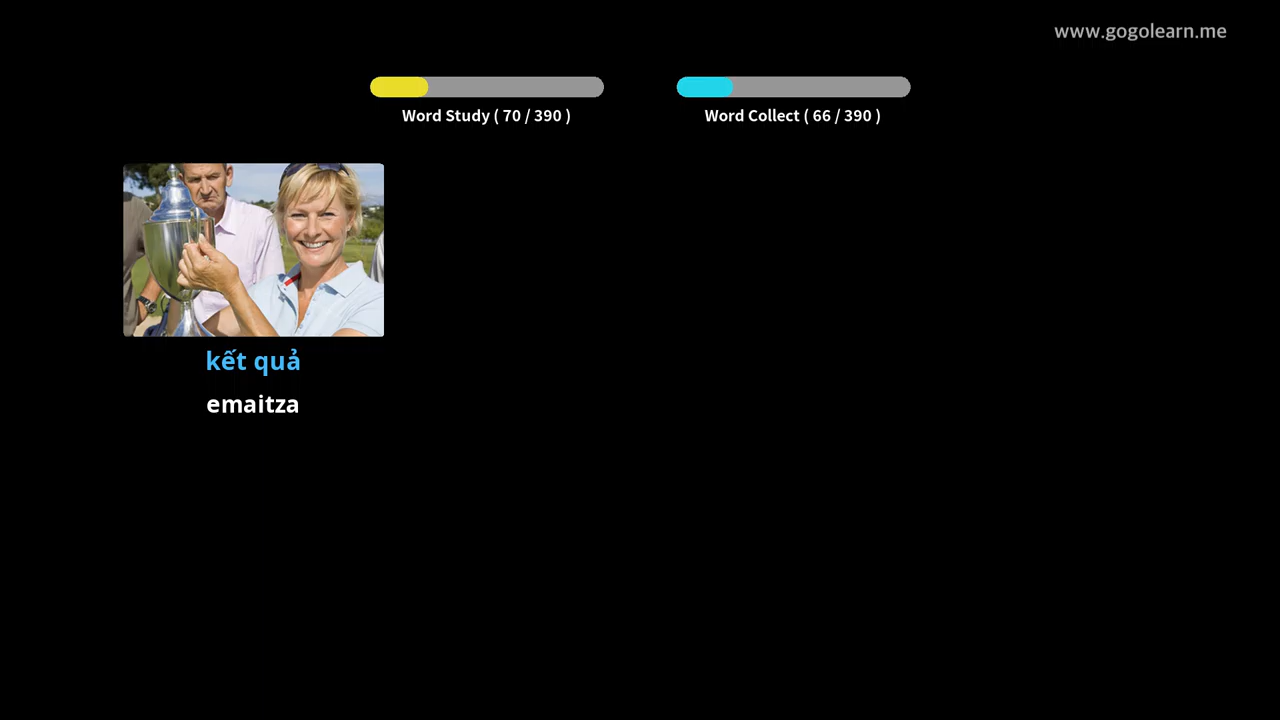 www.gogolearn.me
Word Study ( 70 / 390 )
Word Collect ( 66 / 390 )
kết quả
emaitza